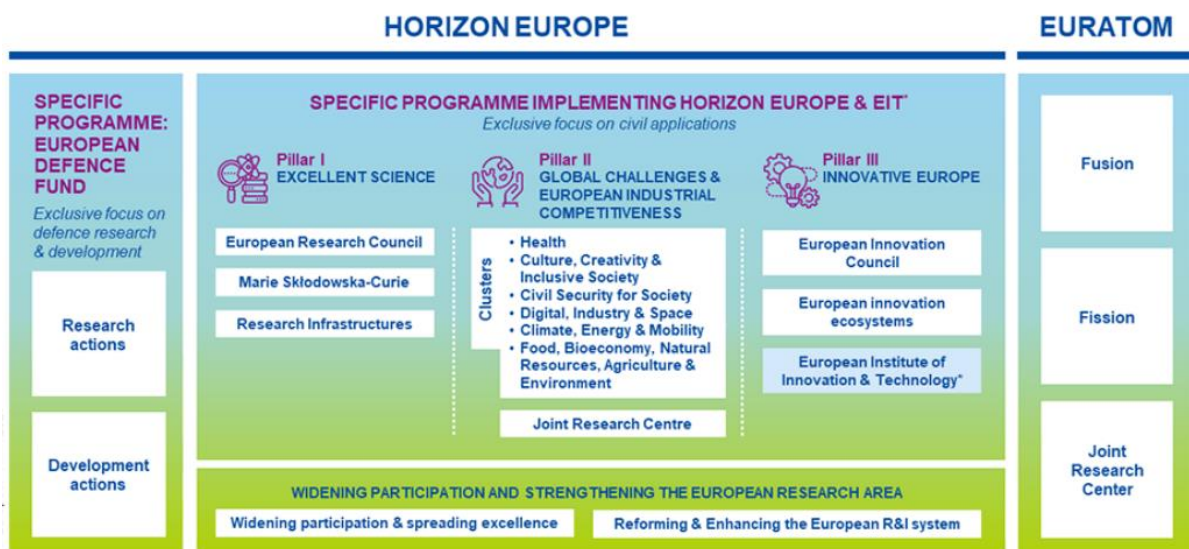 HORIZON EUROPE
EURATOM
SPECIFIC
PROGRAMME:
EUROPEAN
DEFENCE
FUND
Exclusive focus on
defence research
& development
Research
actions
Development
actions
SPECIFIC PROGRAMME IMPLEMENTING HORIZON EUROPE & EIT*
Exclusive focus on civil applications
Pillar I
EXCELLENT SCIENCE
European Research Council
Marie Skłodowska-Curie
Research Infrastructures
Pillar II
GLOBAL CHALLENGES &
EUROPEAN INDUSTRIAL
COMPETITIVENESS
Clusters
• Health
• Culture, Creativity &
Inclusive Society
• Civil Security for Society
• Digital, Industry & Space
• Climate, Energy & Mobility
• Food, Bioeconomy, Natural
Resources, Agriculture &
Environment
Joint Research Centre
Pillar III
INNOVATIVE EUROPE
European Innovation
Council
European innovation
ecosystems
European Institute of
Innovation & Technology*
WIDENING PARTICIPATION AND STRENGTHENING THE EUROPEAN RESEARCH AREA
Widening participation & spreading excellence
Reforming & Enhancing the European R&I system
Fusion
Fission
Joint
Research
Center